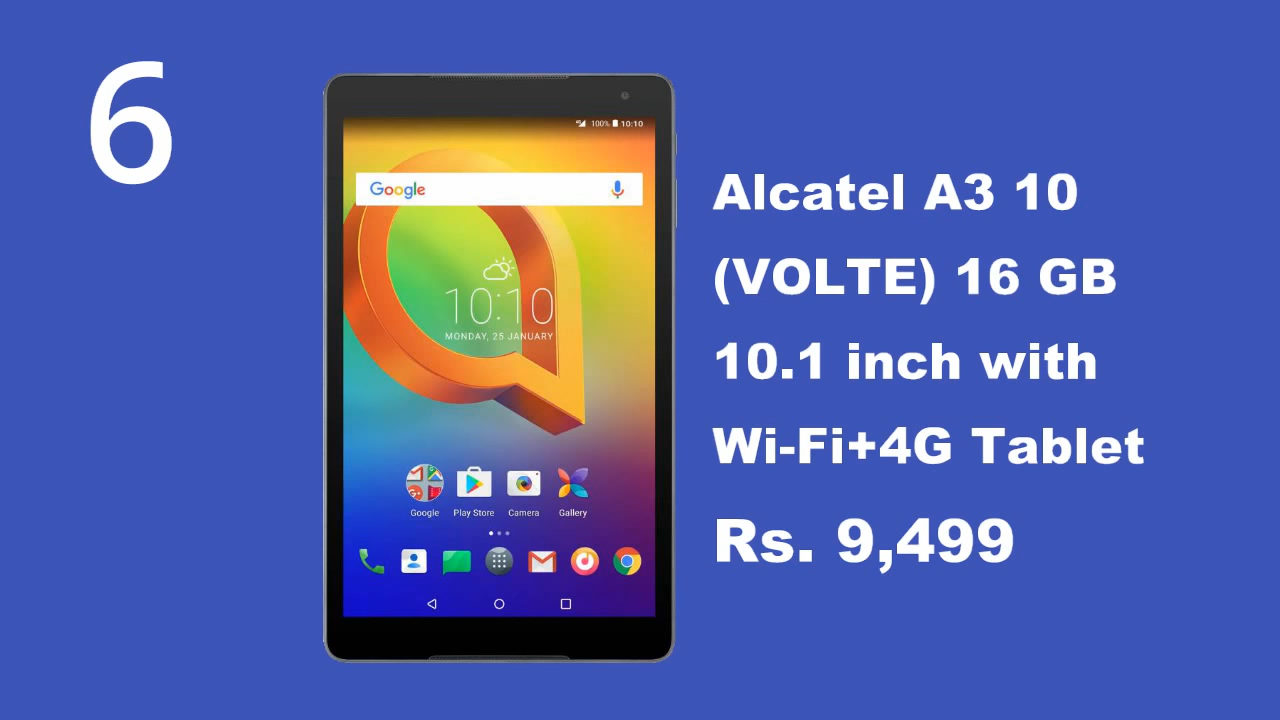 6
100% 10:10
Google
10:10
MONDAY, 25 JANUARY
Google Play Store Camera Gallery
Alcatel A3 10
(VOLTE) 16 GB
10.1 inch with
Wi-Fi+4G Tablet
Rs. 9,499